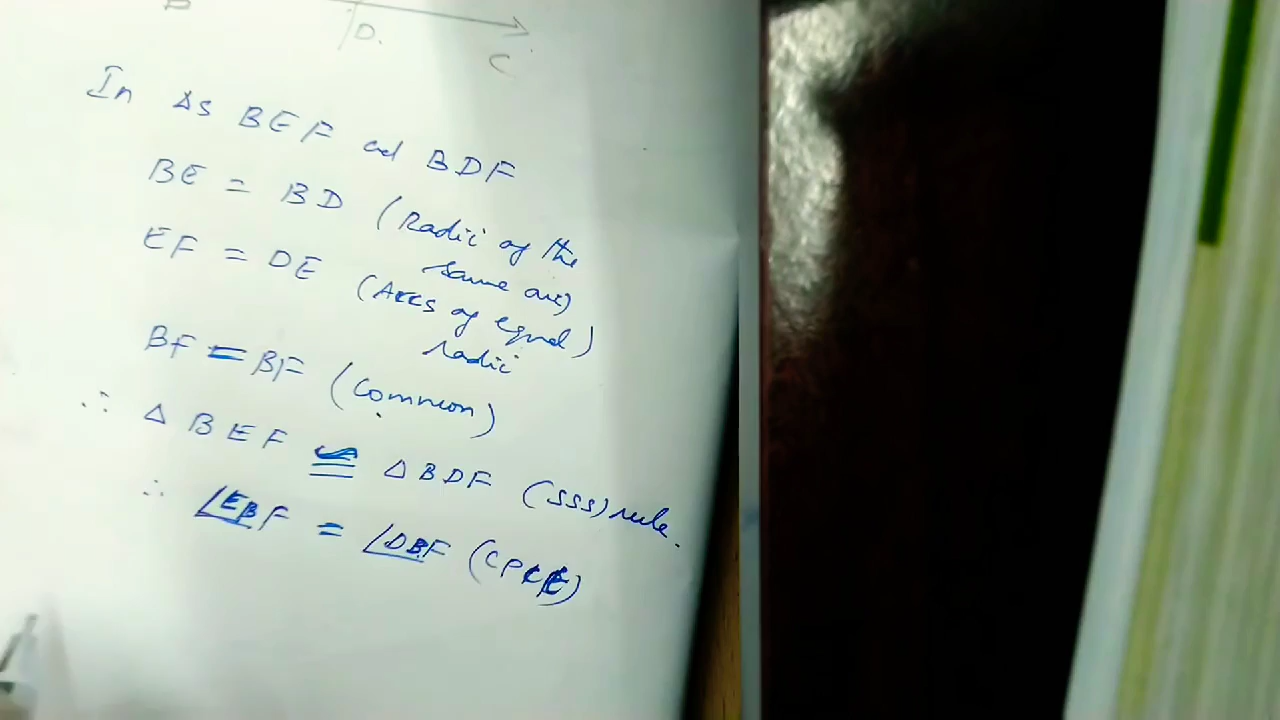 B
D.
C
In Δs BEF and BDF
BE = BD (Radii of the
same arc)
EF = DE (Arcs of equal)
radii
BF = BF (Common)
∴ Δ BEF ≅ Δ BDF (SSS) rule.
∴ ∠EBF = ∠DBF (CPCT)